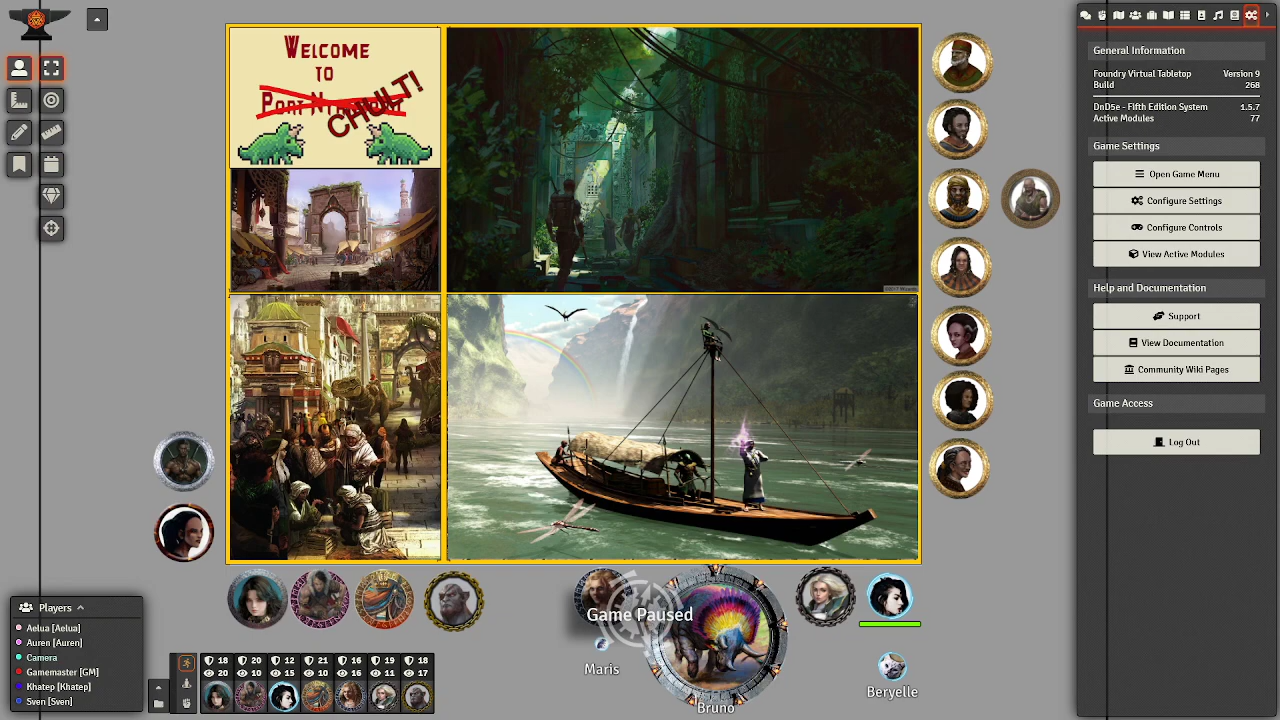 WELCOME
TO
CHULT!
General Information
Foundry Virtual Tabletop Version 9
Build 268
DnD5e - Fifth Edition System 1.5.7
Active Modules 77
Game Settings
Open Game Menu
Configure Settings
Configure Controls
View Active Modules
Help and Documentation
Support
View Documentation
Community Wiki Pages
Game Access
Log Out
Game Paused
Maris
Bruno
Beryelle
Players
Aelua [Aelua]
Auren [Auren]
Camera
Gamemaster [GM]
Khatep [Khatep]
Sven [Sven]
18 20 12 21 16 19 18
20 10 15 10 16 11 17